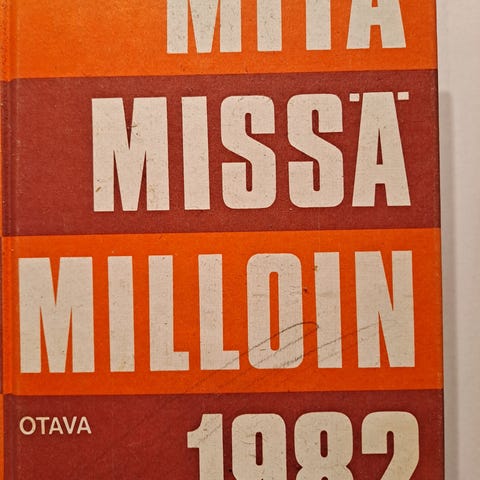 MITÄ
MISSÄ
MILLOIN
OTAVA 1982